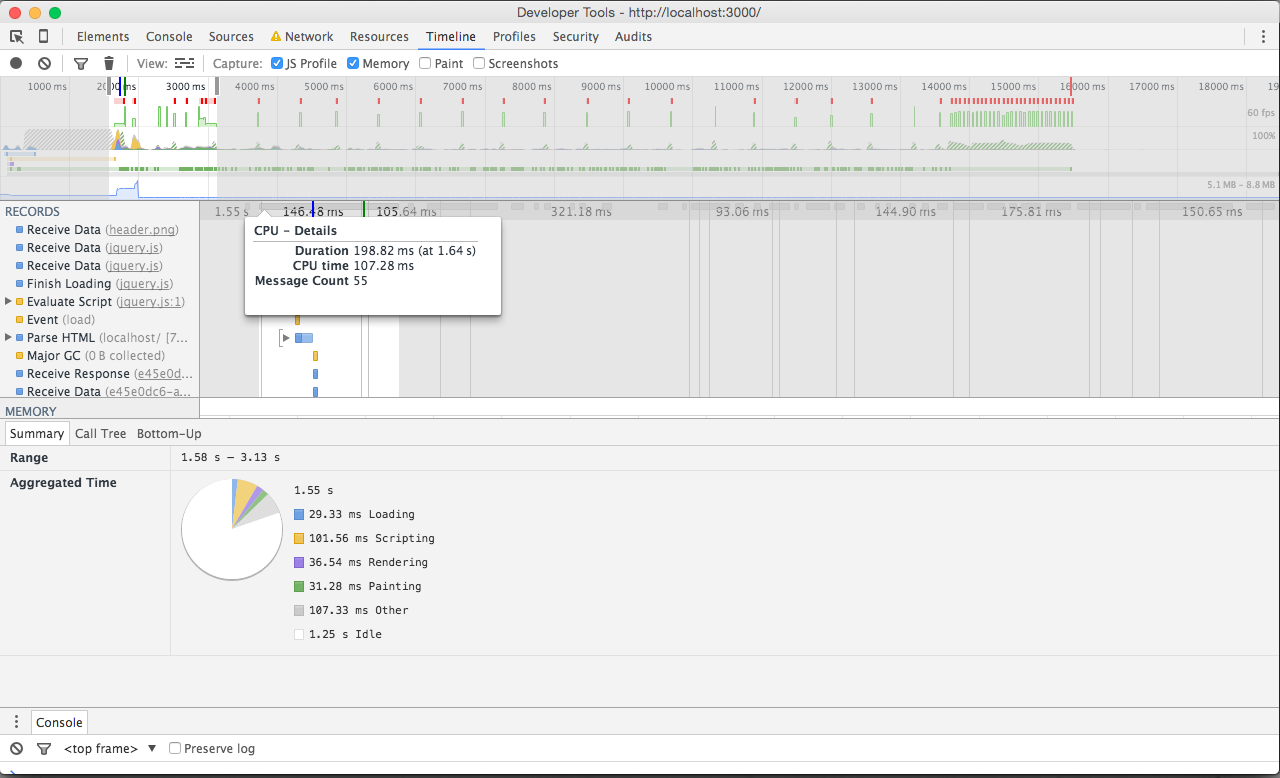 Developer Tools - http://localhost:3000/
Elements Console Sources Network Resources Timeline Profiles Security Audits
View: Capture: JS Profile Memory Paint Screenshots
1000 ms 3000 ms 4000 ms 5000 ms 6000 ms 7000 ms 8000 ms 9000 ms 10000 ms 11000 ms 12000 ms 13000 ms 14000 ms 15000 ms 16000 ms 17000 ms 18000 ms 19
60 fps
100%
5.1 MB – 8.8 MB
RECORDS 1.55 s 146.48 ms 105.64 ms 321.18 ms 93.06 ms 144.90 ms 175.81 ms 150.65 ms
Receive Data (header.png)
Receive Data (jquery.js)
Receive Data (jquery.js)
Finish Loading (jquery.js)
Evaluate Script (jquery.js:1)
Event (load)
Parse HTML (localhost/ [7...
Major GC (0 B collected)
Receive Response (e45e0d...
Receive Data (e45e0dc6-a...
CPU – Details
Duration 198.82 ms (at 1.64 s)
CPU time 107.28 ms
Message Count 55
MEMORY
Summary Call Tree Bottom-Up
Range 1.58 s – 3.13 s
Aggregated Time
1.55 s
29.33 ms Loading
101.56 ms Scripting
36.54 ms Rendering
31.28 ms Painting
107.33 ms Other
1.25 s Idle
Console
<top frame> ▼ Preserve log